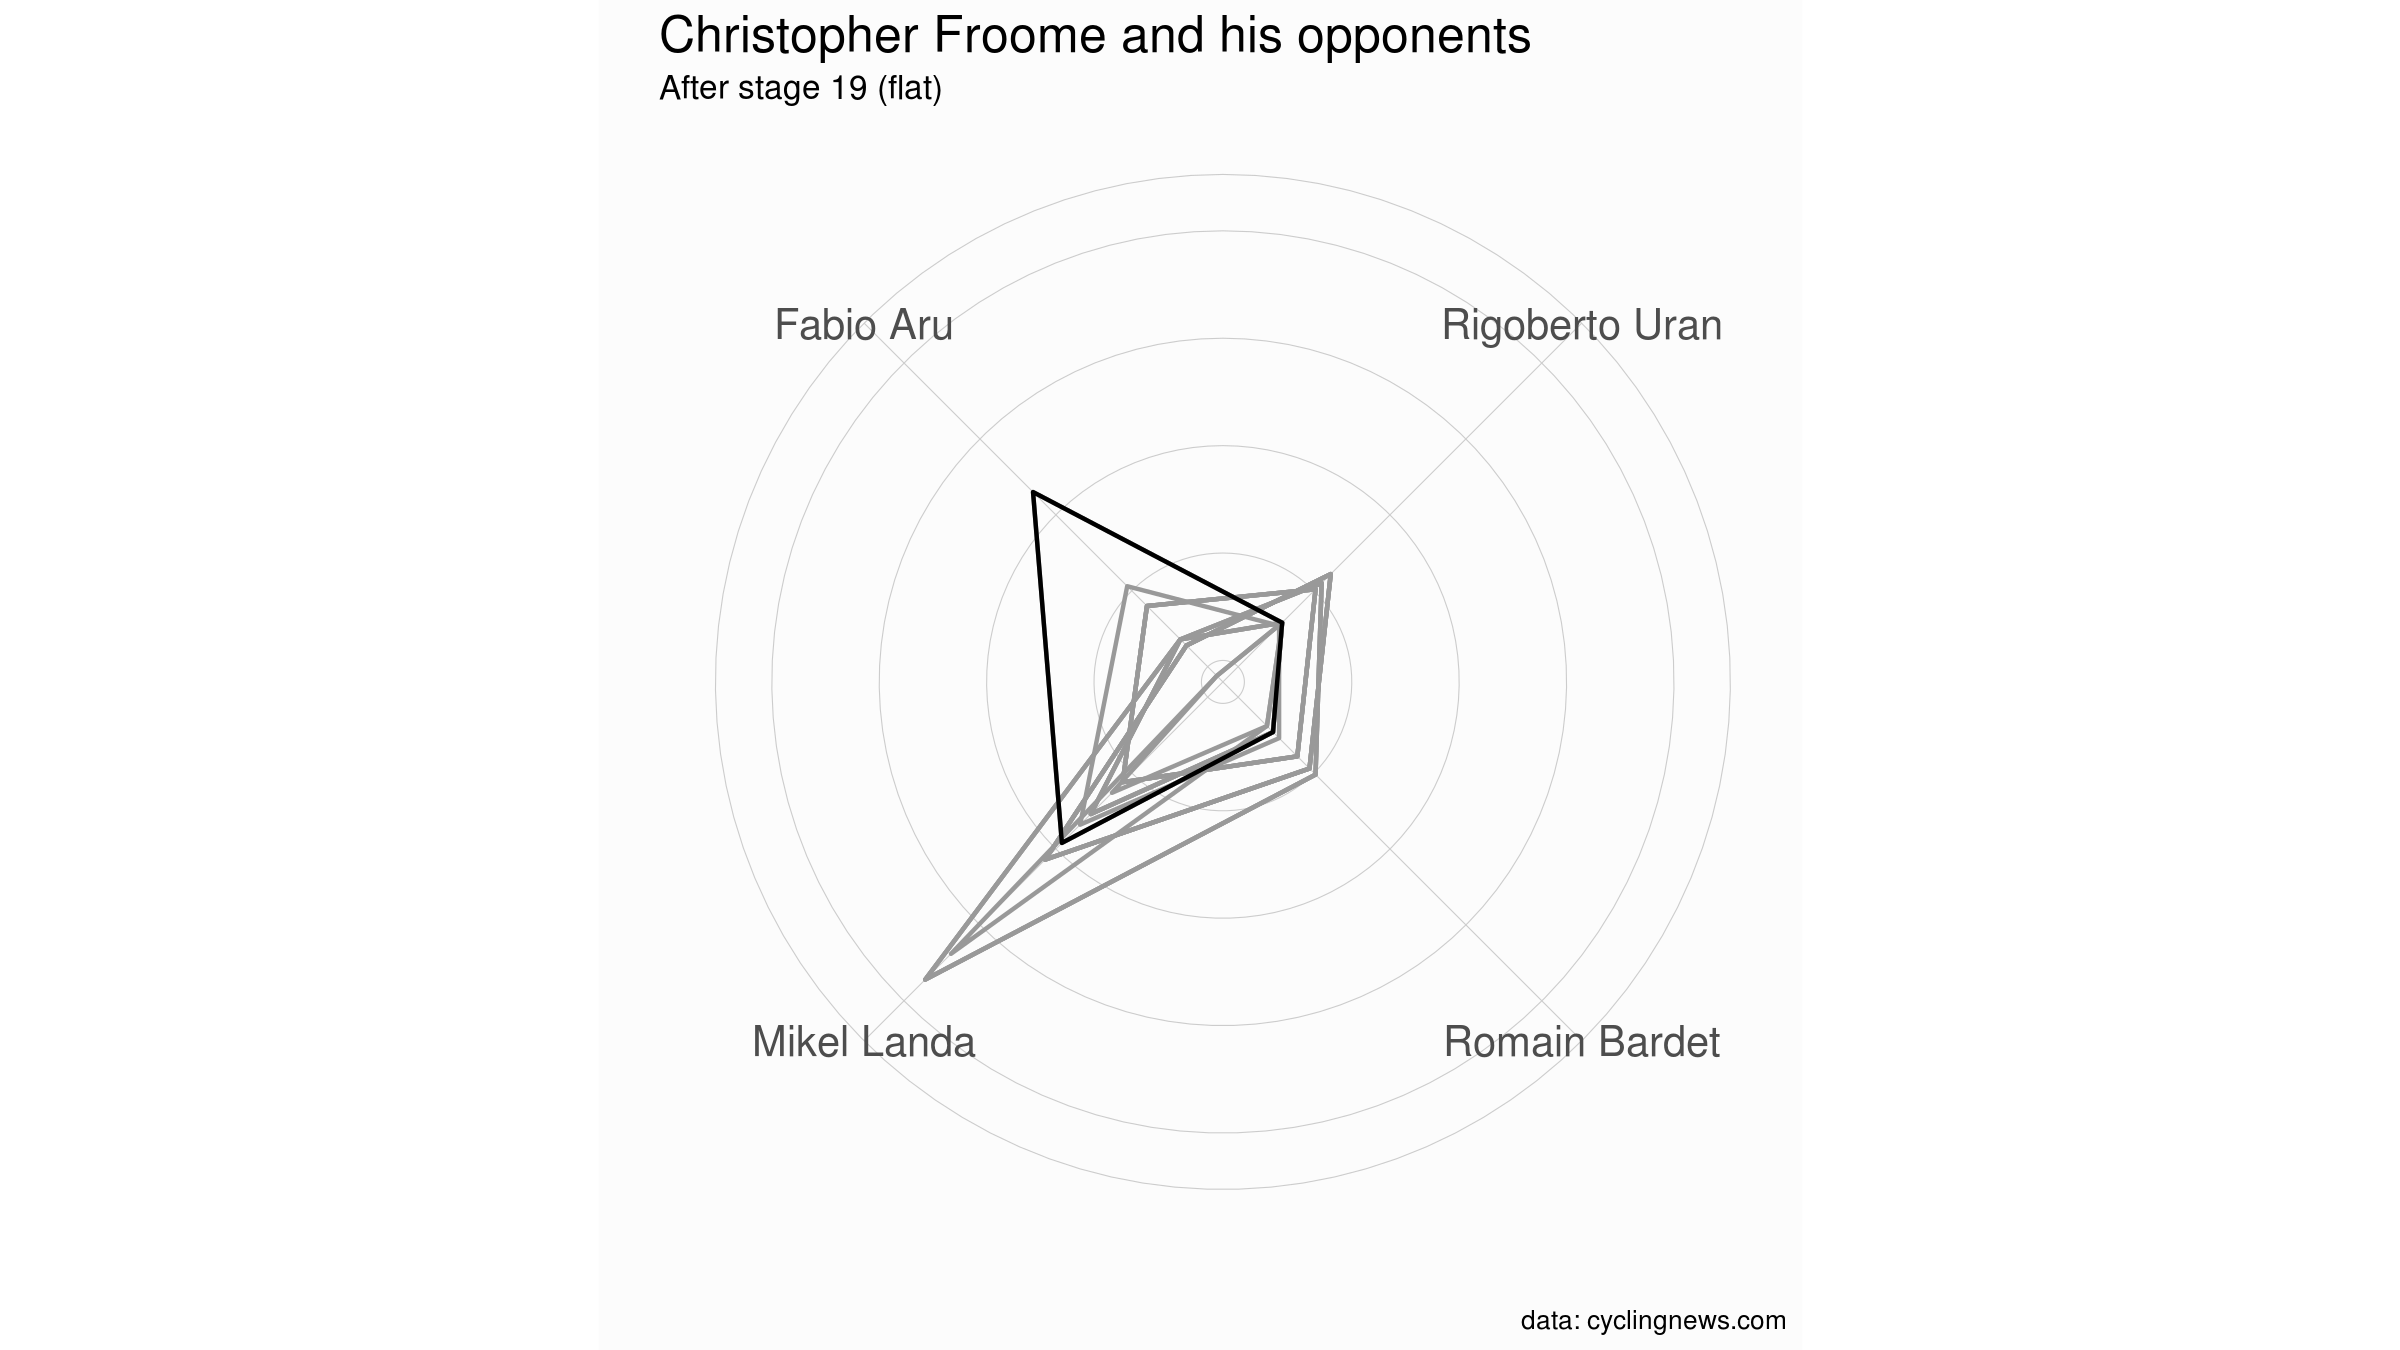 Christopher Froome and his opponents
After stage 19 (flat)
Fabio Aru
Rigoberto Uran
Mikel Landa
Romain Bardet
data: cyclingnews.com